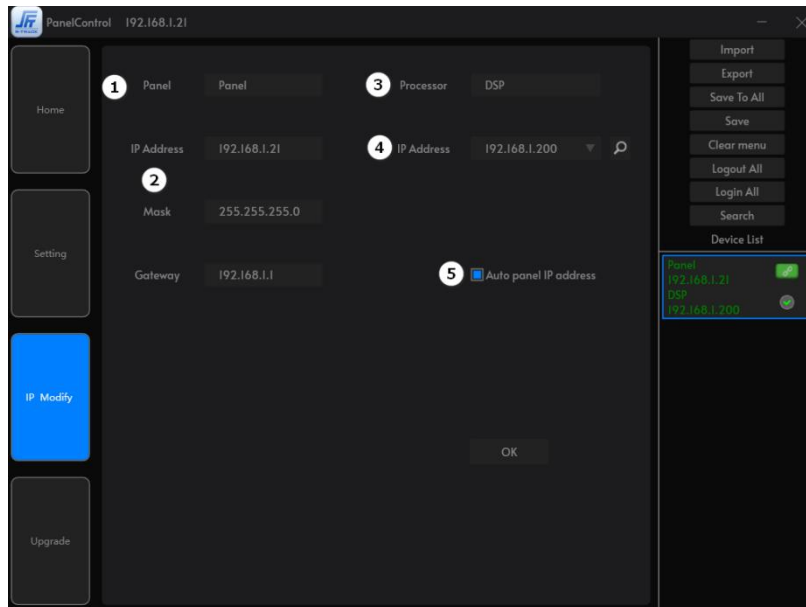 PanelControl 192.168.1.21
Home
Setting
IP Modify
Upgrade
1 Panel Panel
IP Address 192.168.1.21
2
Mask 255.255.255.0
Gateway 192.168.1.1
3 Processor DSP
4 IP Address 192.168.1.200
5 Auto panel IP address
OK
Import
Export
Save To All
Save
Clear menu
Logout All
Login All
Search
Device List
Panel
192.168.1.21
DSP
192.168.1.200